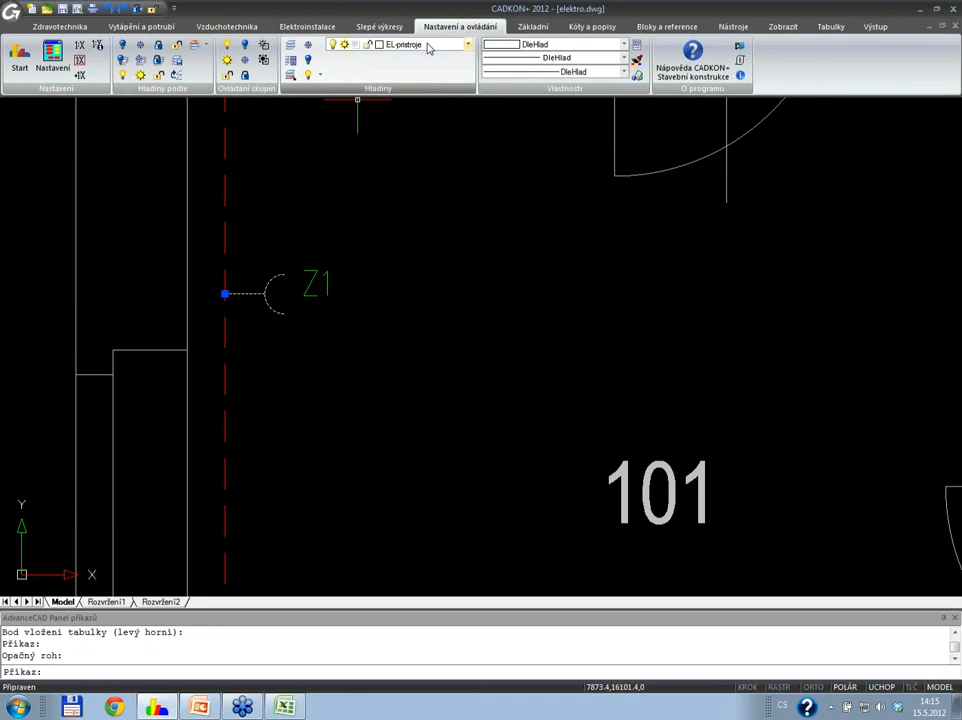 CADKON+ 2012 - [elektro.dwg]
Zdravotechnika
Vytápění a potrubí
Vzduchotechnika
Elektroinstalace
Slepé výkresy
Nastavení a ovládání
Základní
Kóty a popisy
Bloky a reference
Nástroje
Zobrazit
Tabulky
Výstup
Start
Nastavení
EL-pristroje
DleHlad
DleHlad
DleHlad
Nápověda CADKON+
Stavební konstrukce
Nastavení
Hladiny podle
Ovládání skupin
Hladiny
Vlastnosti
O programu
Z1
101
Y
X
Model
Rozvržení1
Rozvržení2
AdvanceCAD Panel příkazů
Bod vložení tabulky (levý horní):
Příkaz:
Opačný roh:
Příkaz:
Připraven
7873.4,16101.4,0
KROK
RASTR
ORTO
POLÁR
UCHOP
TLČ
MODEL
CS
14:15
15.5.2012